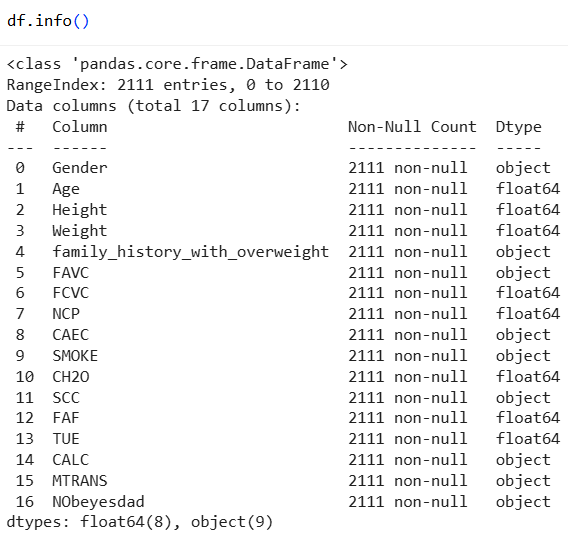 df.info()
<class 'pandas.core.frame.DataFrame'>
RangeIndex: 2111 entries, 0 to 2110
Data columns (total 17 columns):
 #   Column                          Non-Null Count  Dtype
---  ------                          --------------  -----
 0   Gender                          2111 non-null   object
 1   Age                             2111 non-null   float64
 2   Height                          2111 non-null   float64
 3   Weight                          2111 non-null   float64
 4   family_history_with_overweight  2111 non-null   object
 5   FAVC                            2111 non-null   object
 6   FCVC                            2111 non-null   float64
 7   NCP                             2111 non-null   float64
 8   CAEC                            2111 non-null   object
 9   SMOKE                           2111 non-null   object
 10  CH2O                            2111 non-null   float64
 11  SCC                             2111 non-null   object
 12  FAF                             2111 non-null   float64
 13  TUE                             2111 non-null   float64
 14  CALC                            2111 non-null   object
 15  MTRANS                          2111 non-null   object
 16  NObeyesdad                      2111 non-null   object
dtypes: float64(8), object(9)